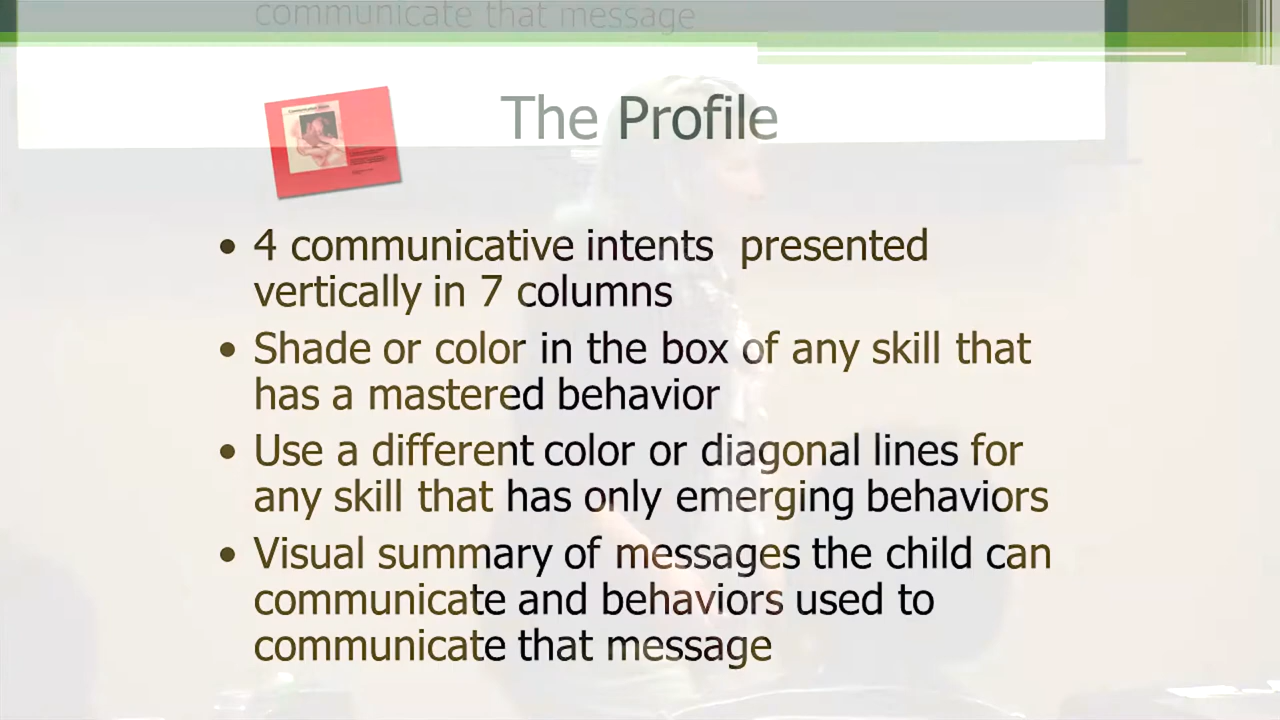 communicate that message
The Profile
• 4 communicative intents presented
vertically in 7 columns
• Shade or color in the box of any skill that
has a mastered behavior
• Use a different color or diagonal lines for
any skill that has only emerging behaviors
• Visual summary of messages the child can
communicate and behaviors used to
communicate that message